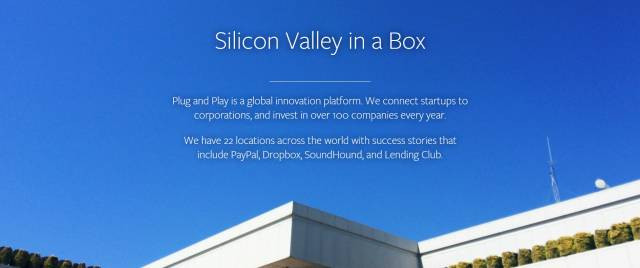 Silicon Valley in a Box
Plug and Play is a global innovation platform. We connect startups to
corporations, and invest in over 100 companies every year.
We have 22 locations across the world with success stories that
include PayPal, Dropbox, SoundHound, and Lending Club.